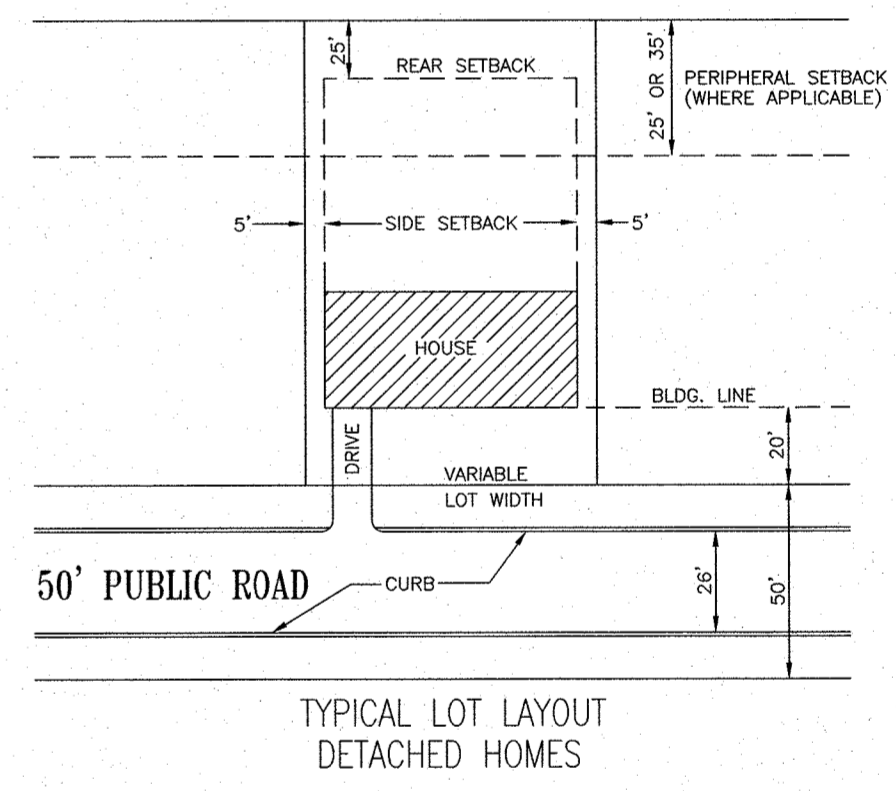 25'
REAR SETBACK
25' OR 35'
PERIPHERAL SETBACK
(WHERE APPLICABLE)
5'
SIDE SETBACK
5'
HOUSE
BLDG. LINE
DRIVE
20'
VARIABLE
LOT WIDTH
50' PUBLIC ROAD
CURB
26'
50'
TYPICAL LOT LAYOUT
DETACHED HOMES